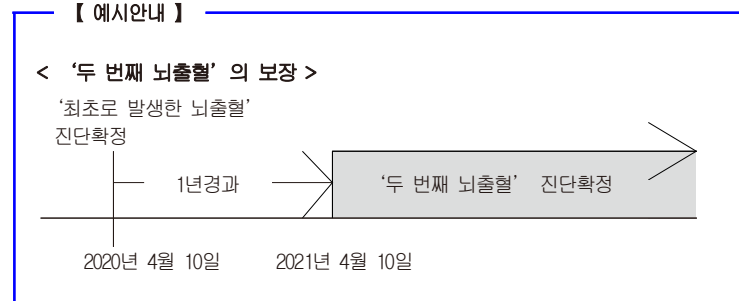 【 예시안내 】
< ‘두 번째 뇌출혈’ 의 보장 >
‘최초로 발생한 뇌출혈’
진단확정
1년경과
‘두 번째 뇌출혈’ 진단확정
2020년 4월 10일
2021년 4월 10일